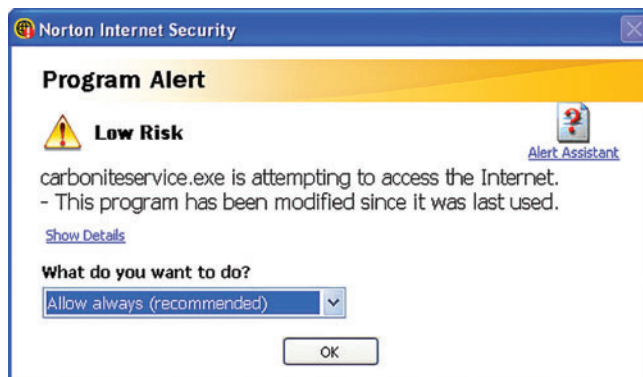 Norton Internet Security
Program Alert
Low Risk
Alert Assistant
carboniteservice.exe is attempting to access the Internet.
- This program has been modified since it was last used.
Show Details
What do you want to do?
Allow always (recommended)
OK